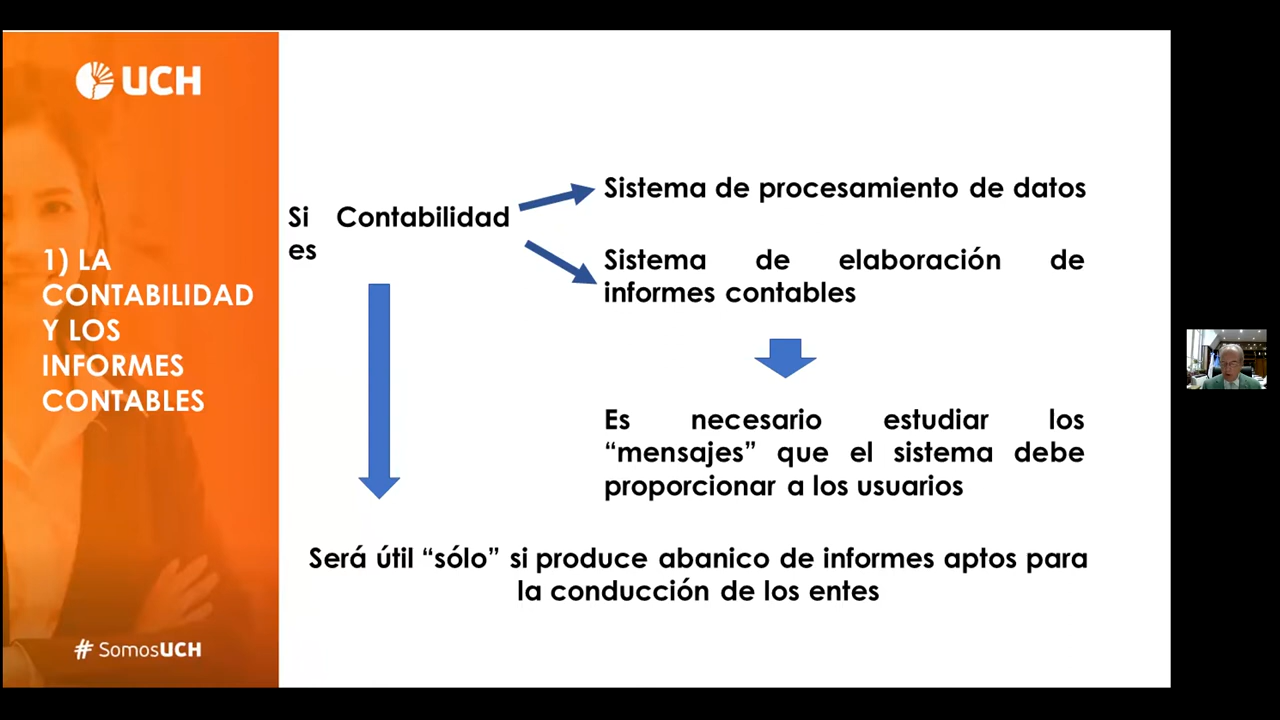 UCH
1) LA
CONTABILIDAD
Y LOS
INFORMES
CONTABLES
# SomosUCH
Si Contabilidad
es
Sistema de procesamiento de datos
Sistema de elaboración de
informes contables
Es necesario estudiar los
“mensajes” que el sistema debe
proporcionar a los usuarios
Será útil “sólo” si produce abanico de informes aptos para
la conducción de los entes